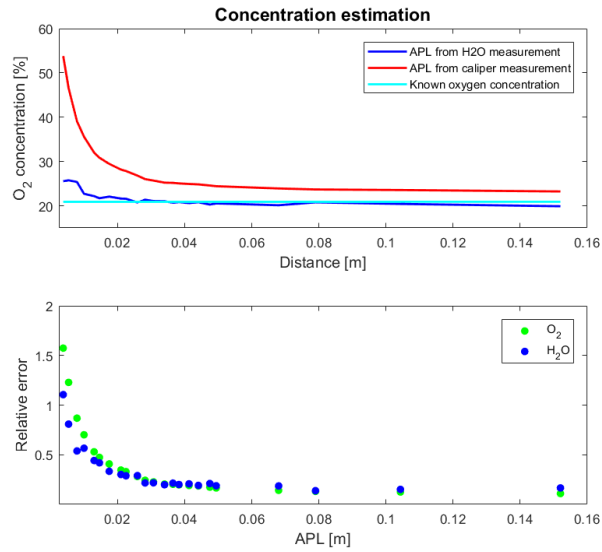 Concentration estimation
O2 concentration [%]
60
50
40
30
20
APL from H2O measurement
APL from caliper measurement
Known oxygen concentration
0.02 0.04 0.06 0.08 0.1 0.12 0.14 0.16
Distance [m]
Relative error
2
1.5
1
0.5
O2
H2O
0.02 0.04 0.06 0.08 0.1 0.12 0.14 0.16
APL [m]